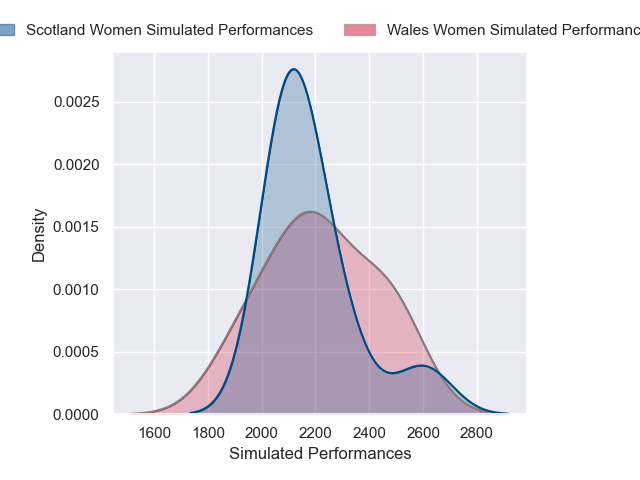 Scotland Women Simulated Performances
Wales Women Simulated Performanc
0.0025
0.0020
0.0015
0.0010
0.0005
0.0000
Density
1600 1800 2000 2200 2400 2600 2800
Simulated Performances